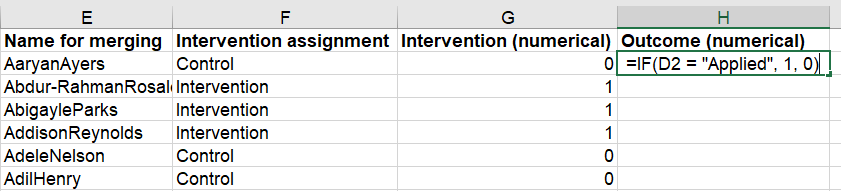 E F G H
Name for merging Intervention assignment Intervention (numerical) Outcome (numerical)
AaryanAyers Control 0 =IF(D2 = "Applied", 1, 0)
Abdur-RahmanRosal Intervention 1
AbigayleParks Intervention 1
AddisonReynolds Intervention 1
AdeleNelson Control 0
AdilHenry Control 0